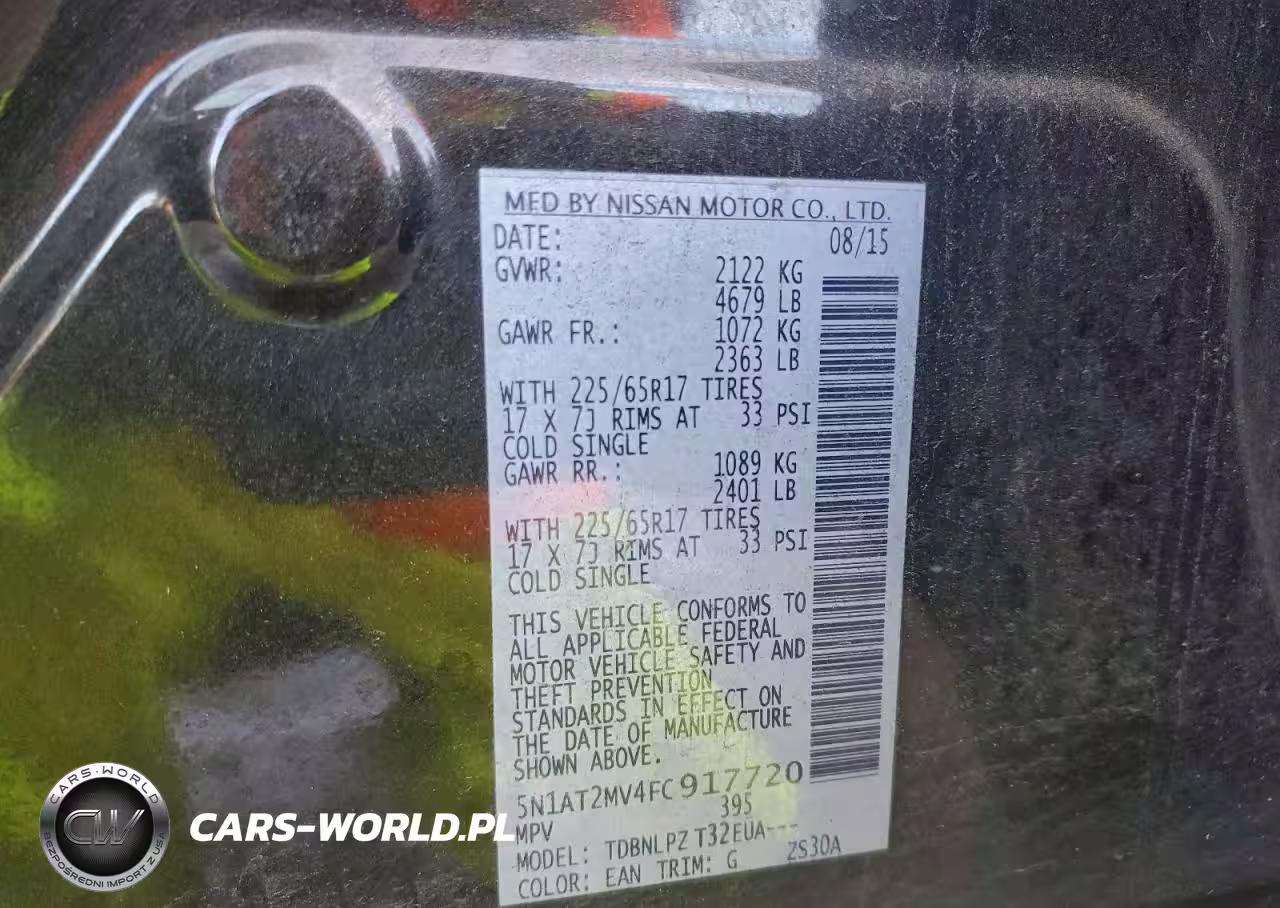 MFD BY NISSAN MOTOR CO., LTD.
DATE: 08/15
GVWR: 2122 KG
4679 LB
GAWR FR.: 1072 KG
2363 LB
WITH 225/65R17 TIRES
17 X 7J RIMS AT 33 PSI
COLD SINGLE
GAWR RR.: 1089 KG
2401 LB
WITH 225/65R17 TIRES
17 X 7J RIMS AT 33 PSI
COLD SINGLE
THIS VEHICLE CONFORMS TO
ALL APPLICABLE FEDERAL
MOTOR VEHICLE SAFETY AND
THEFT PREVENTION
STANDARDS IN EFFECT ON
THE DATE OF MANUFACTURE
SHOWN ABOVE.
5N1AT2MV4FC917720
MPV 395
MODEL: TDBNLPZ T32EUA---
COLOR: EAN TRIM: G ZS30A
CARS-WORLD
CW
BEZPOŚREDNI IMPORT Z USA
CARS-WORLD.PL